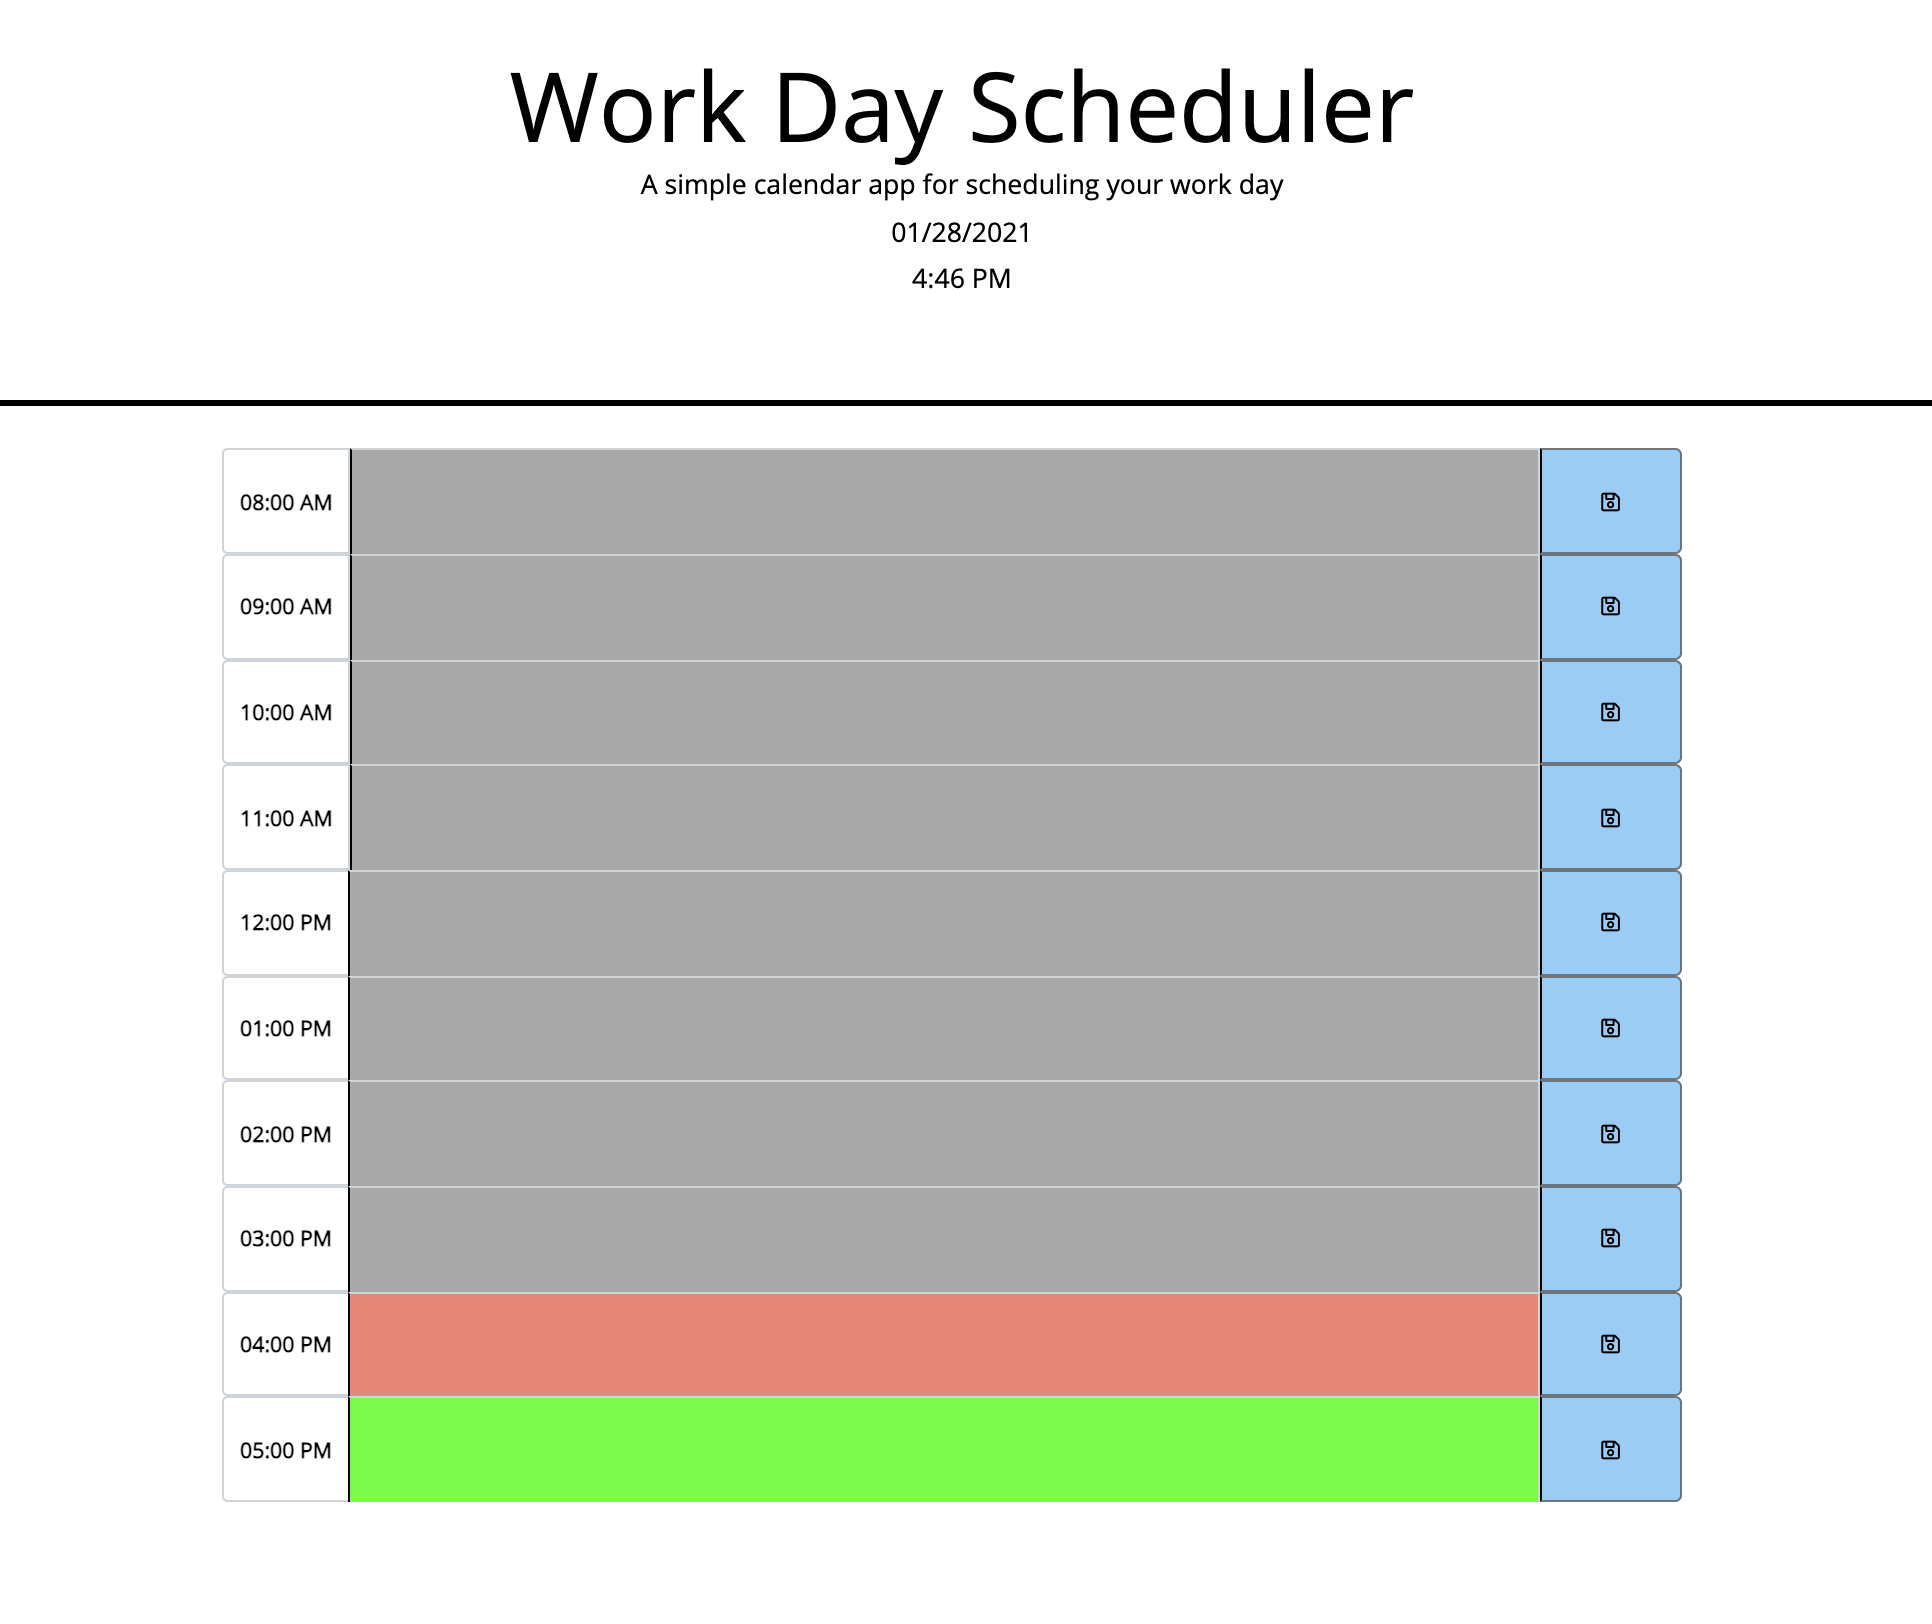 Work Day Scheduler
A simple calendar app for scheduling your work day
01/28/2021
4:46 PM
08:00 AM
09:00 AM
10:00 AM
11:00 AM
12:00 PM
01:00 PM
02:00 PM
03:00 PM
04:00 PM
05:00 PM